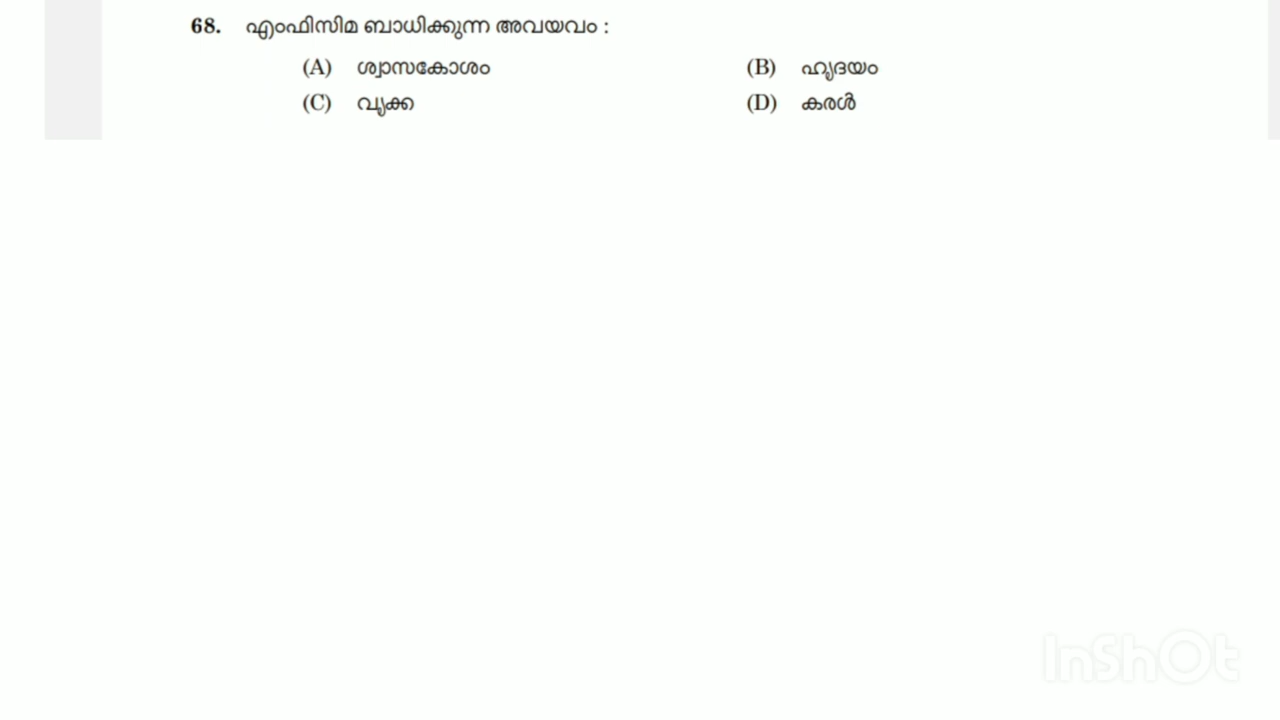 68. എംഫിസിമ ബാധിക്കുന്ന അവയവം :
(A) ശ്വാസകോശം (B) ഹൃദയം
(C) വൃക്ക (D) കരൾ
InShOt